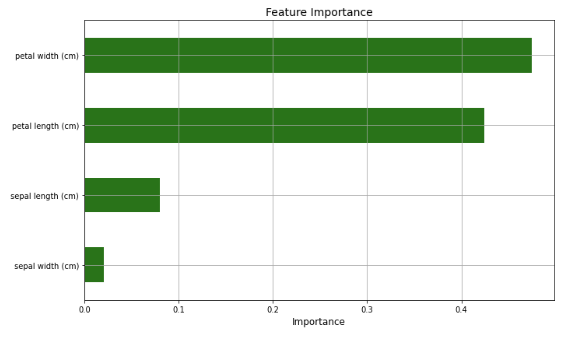 Feature Importance
petal width (cm)
petal length (cm)
sepal length (cm)
sepal width (cm)
0.0 0.1 0.2 0.3 0.4
Importance